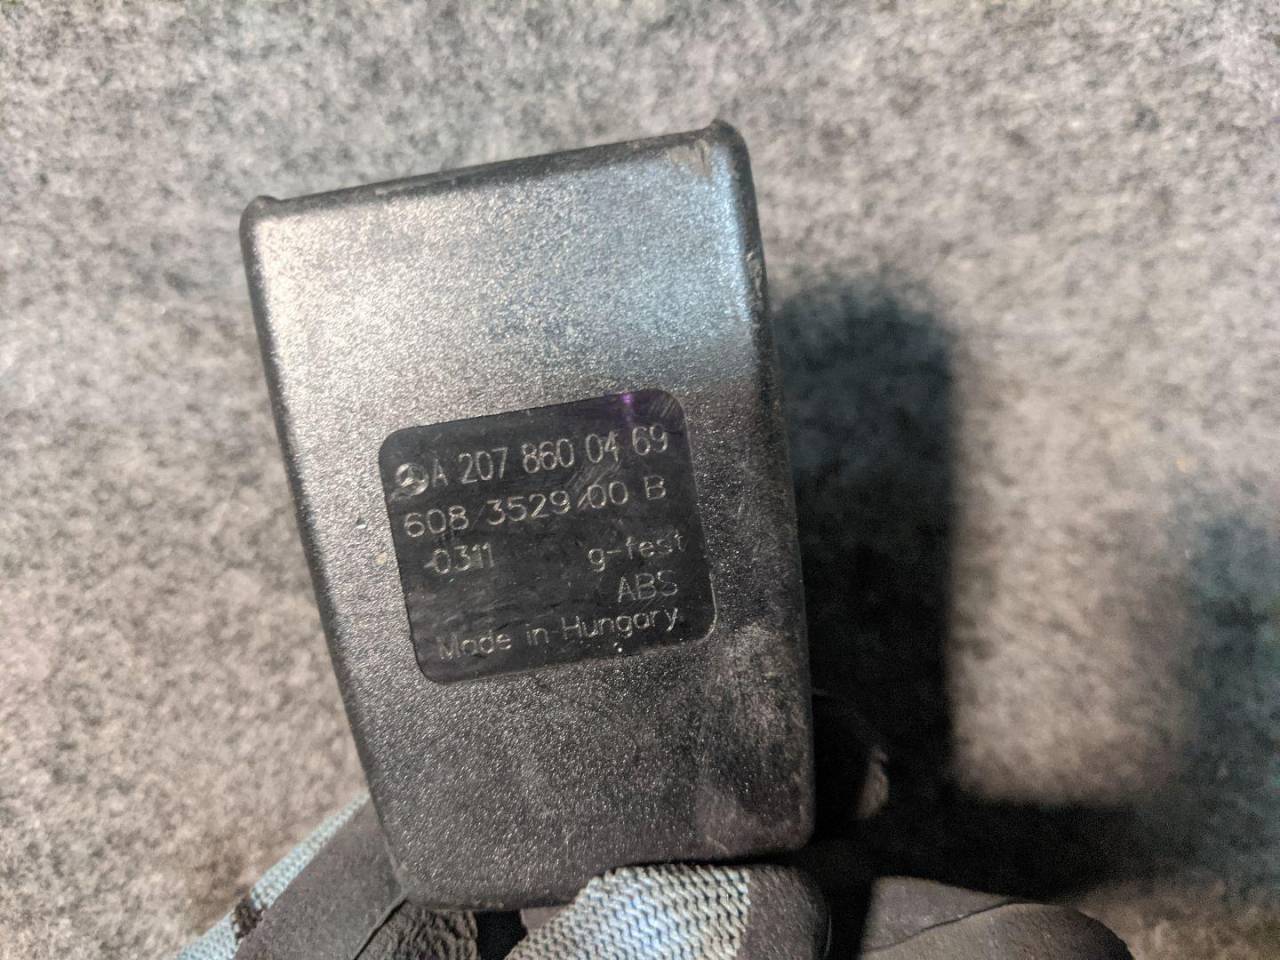 A 207 860 04 69
608 3529 00 B
0311 g-fest
ABS
Made in Hungary